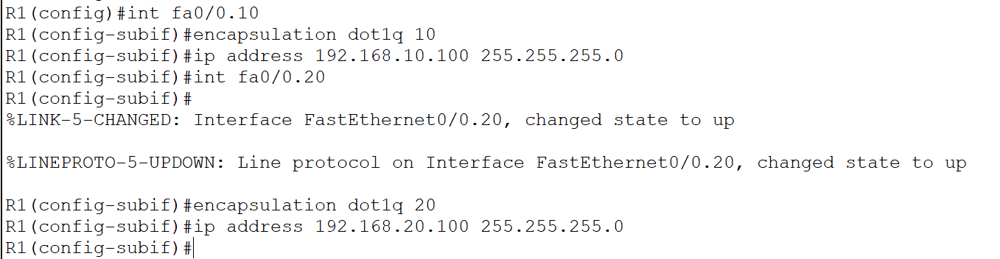 R1(config)#int fa0/0.10
R1(config-subif)#encapsulation dot1q 10
R1(config-subif)#ip address 192.168.10.100 255.255.255.0
R1(config-subif)#int fa0/0.20
R1(config-subif)#
%LINK-5-CHANGED: Interface FastEthernet0/0.20, changed state to up
%LINEPROTO-5-UPDOWN: Line protocol on Interface FastEthernet0/0.20, changed state to up
R1(config-subif)#encapsulation dot1q 20
R1(config-subif)#ip address 192.168.20.100 255.255.255.0
R1(config-subif)#